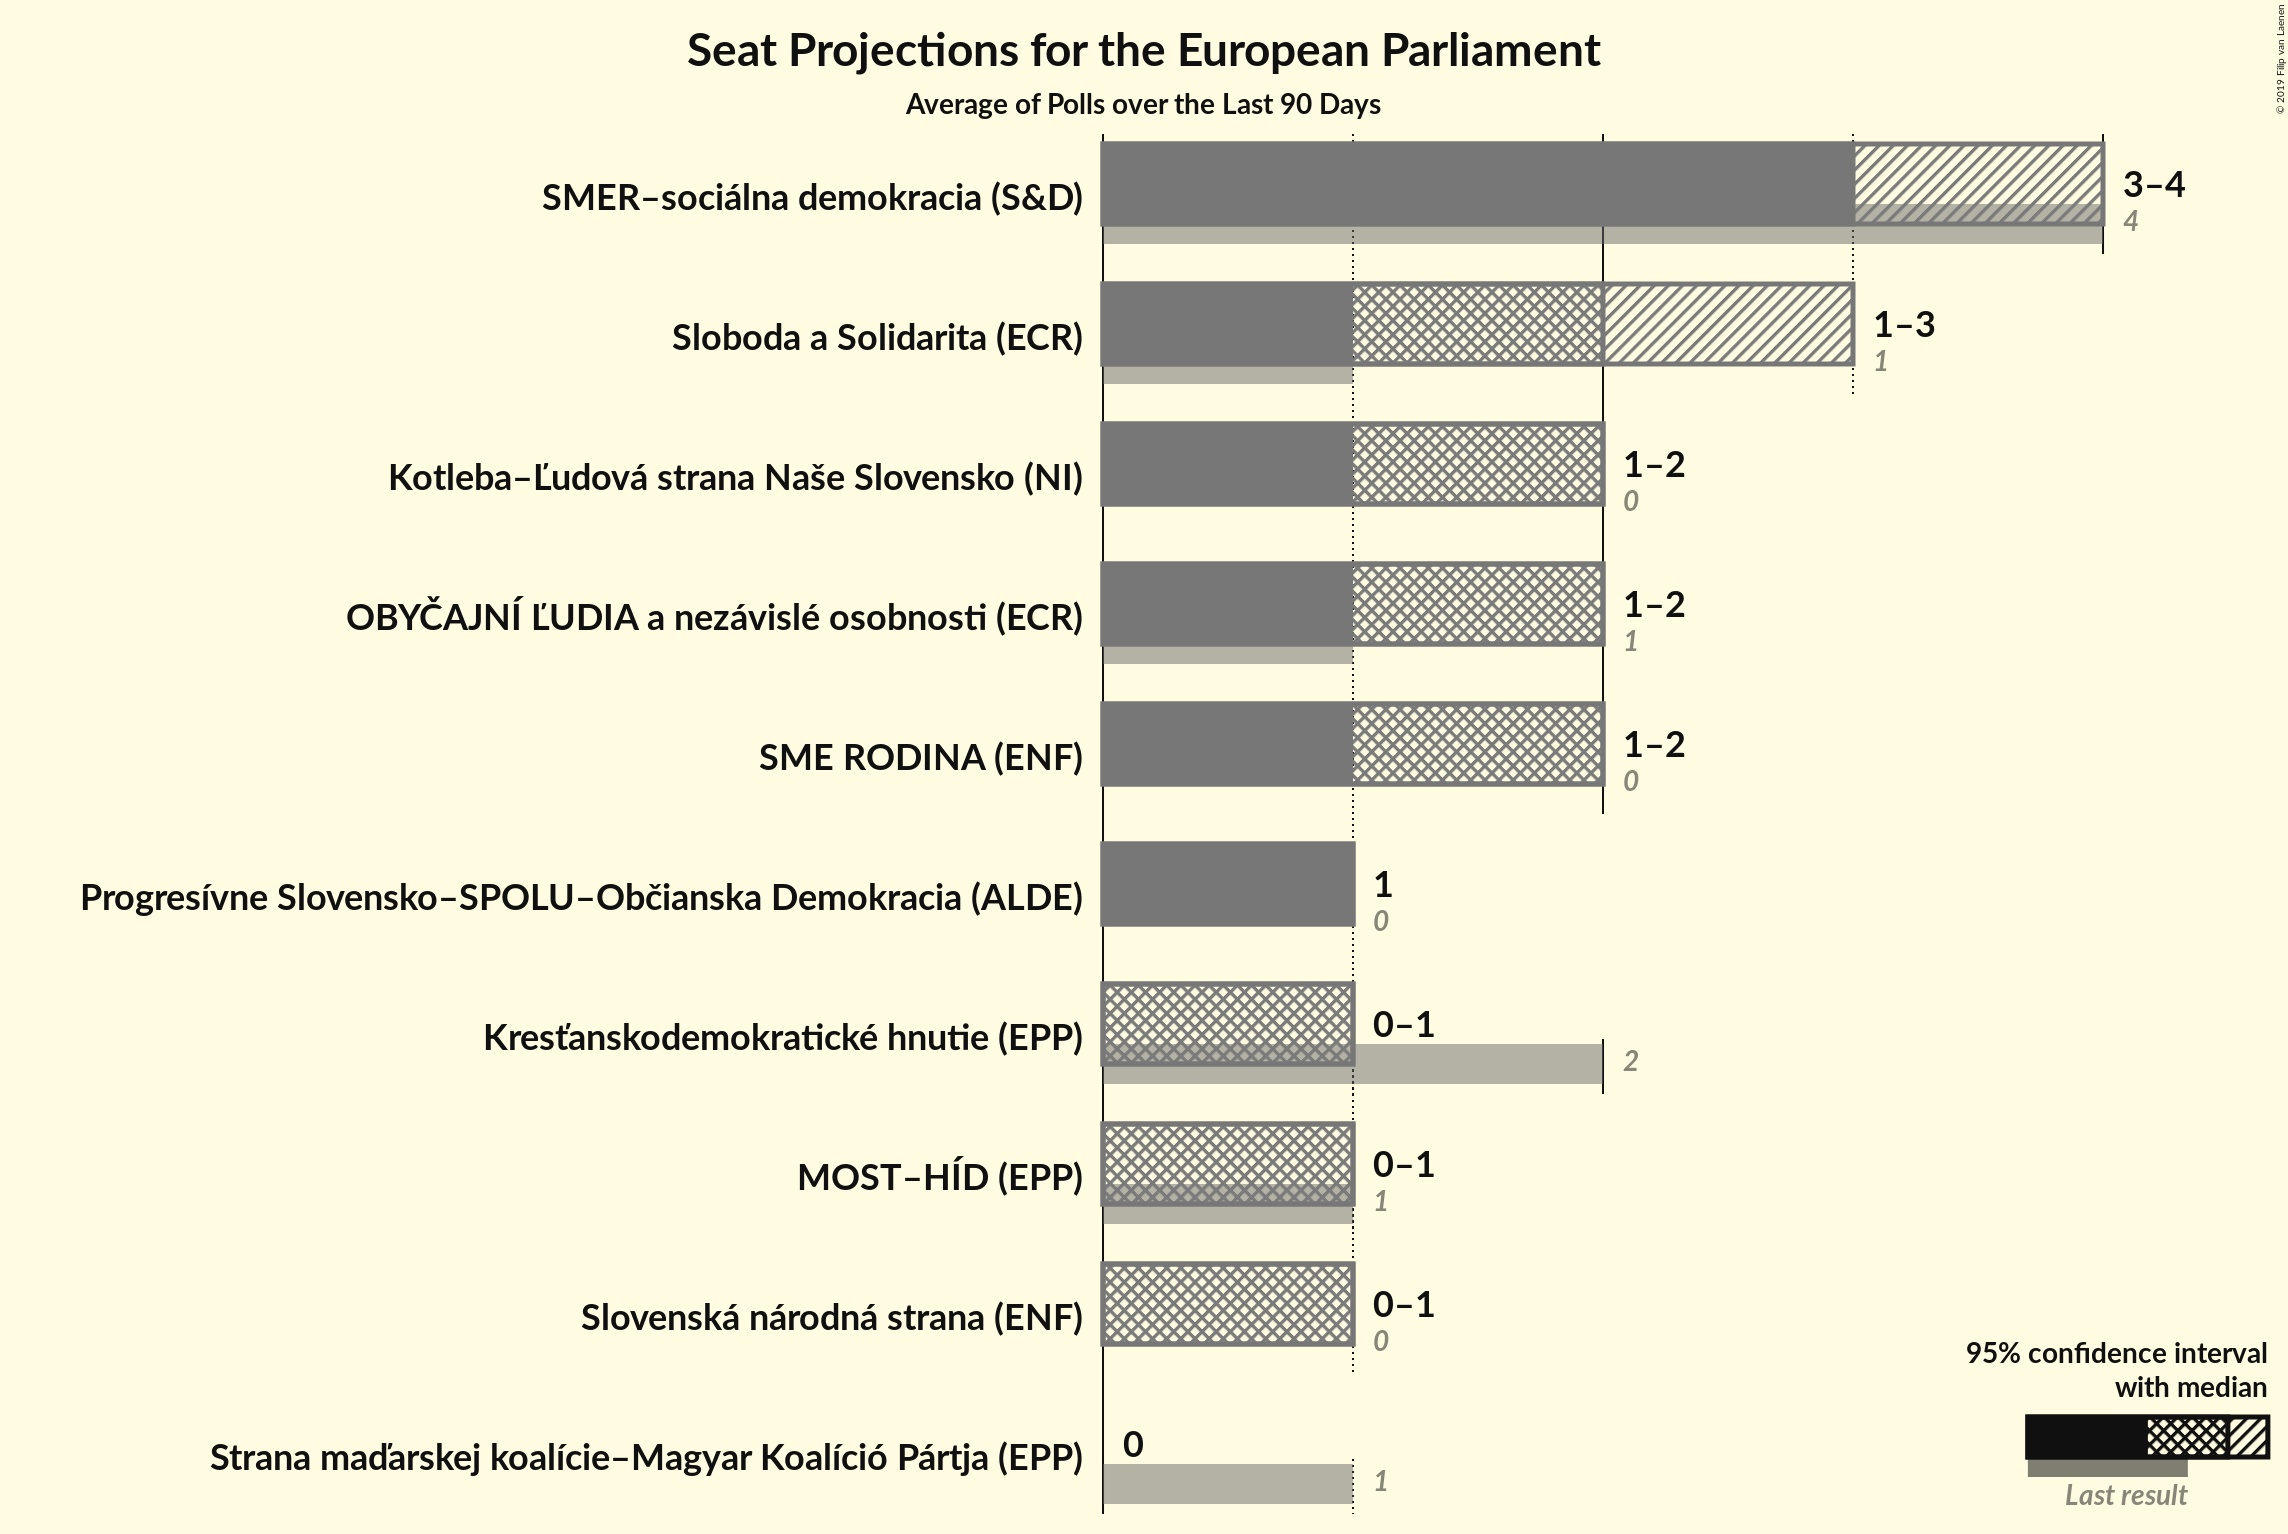 Seat Projections for the European Parliament
Average of Polls over the Last 90 Days
© 2019 Filip van Laenen
SMER–sociálna demokracia (S&D)
3–4
4
Sloboda a Solidarita (ECR)
1–3
1
Kotleba–Ľudová strana Naše Slovensko (NI)
1–2
0
OBYČAJNÍ ĽUDIA a nezávislé osobnosti (ECR)
1–2
1
SME RODINA (ENF)
1–2
0
Progresívne Slovensko–SPOLU–Občianska Demokracia (ALDE)
1
0
Kresťanskodemokratické hnutie (EPP)
0–1
2
MOST–HÍD (EPP)
0–1
1
Slovenská národná strana (ENF)
0–1
0
Strana maďarskej koalície–Magyar Koalíció Pártja (EPP)
0
1
95% confidence interval
with median
Last result